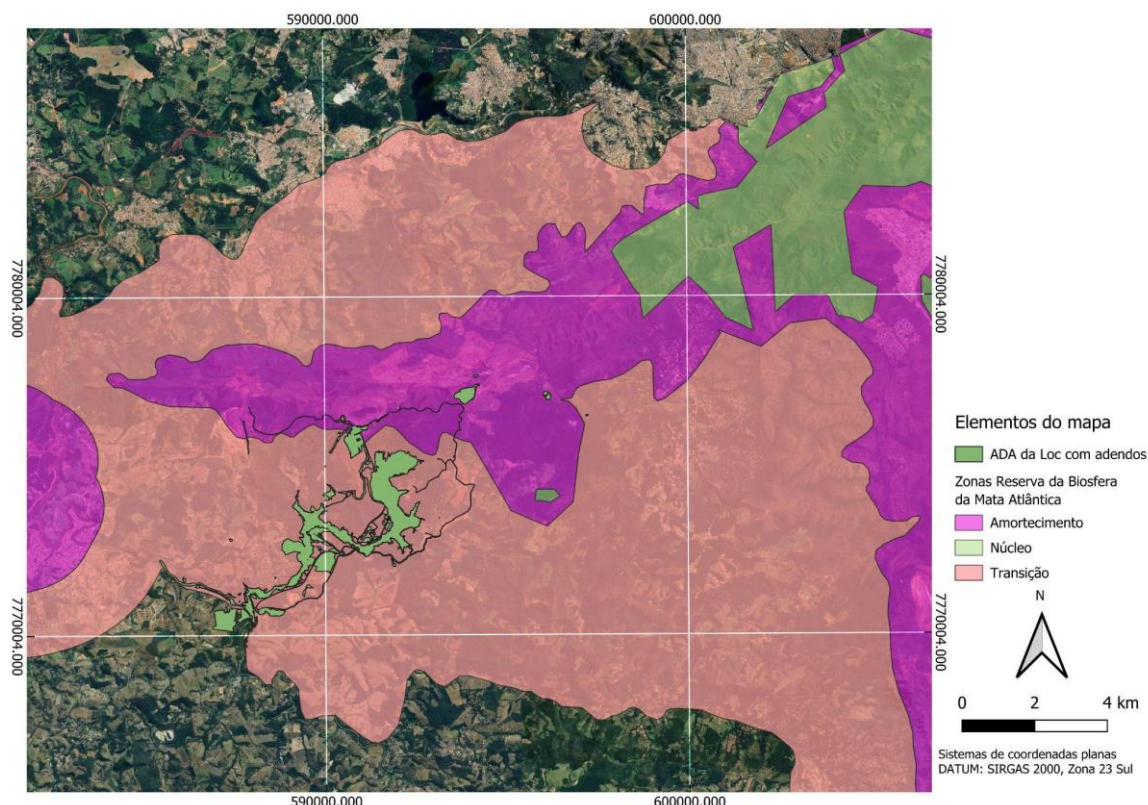 590000.000
600000.000
7780004.000
7780004.000
Elementos do mapa
ADA da Loc com adendos
Zonas Reserva da Biosfera
da Mata Atlântica
Amortecimento
Núcleo
Transição
7770004.000
7770004.000
N
0 2 4 km
Sistemas de coordenadas planas
DATUM: SIRGAS 2000, Zona 23 Sul
590000.000
600000.000